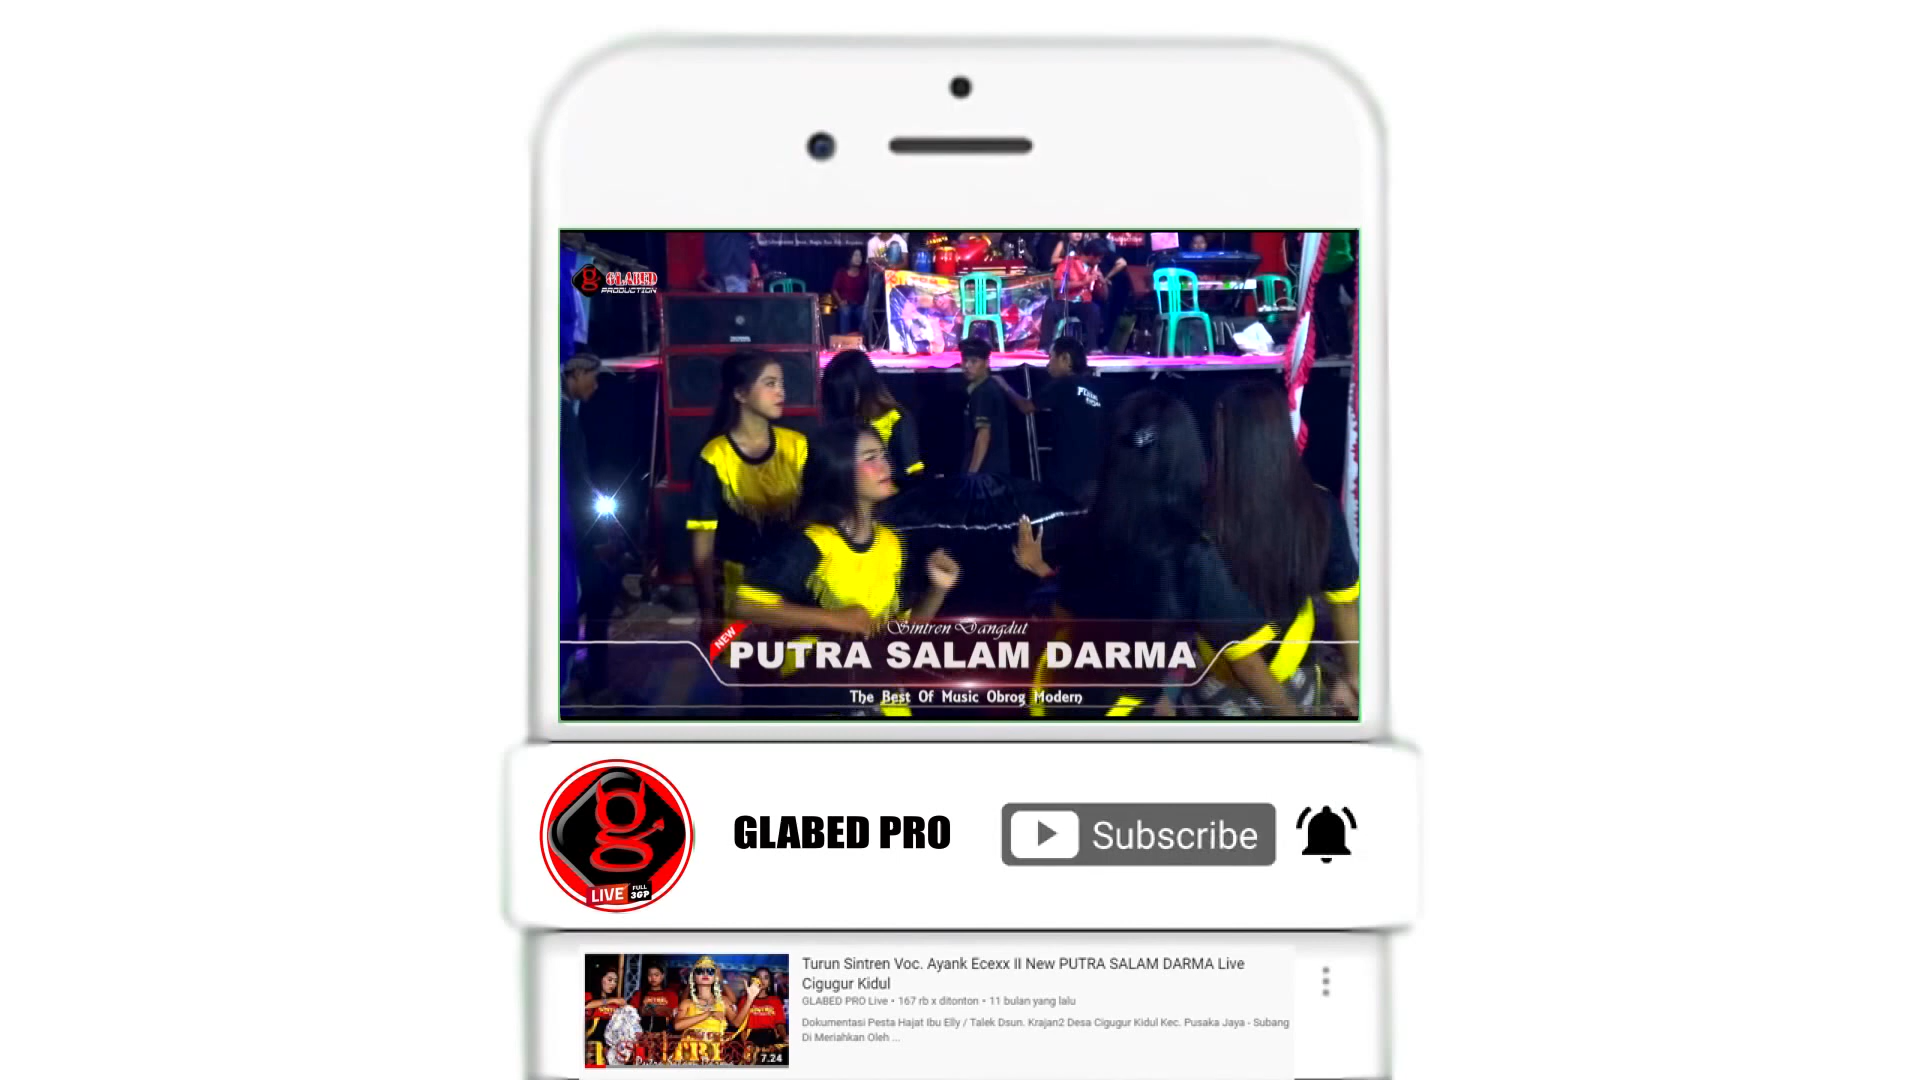 GLABED
PRODUCTION
Sintren Dangdut
NEW
PUTRA SALAM DARMA
The Best Of Music Obrog Modern
GLABED PRO
Subscribe
LIVE FULL 3GP
Turun Sintren Voc. Ayank Ecexx II New PUTRA SALAM DARMA Live
Cigugur Kidul
GLABED PRO Live • 167 rb x ditonton • 11 bulan yang lalu
Dokumentasi Pesta Hajat Ibu Elly / Talek Dsun. Krajan2 Desa Cigugur Kidul Kec. Pusaka Jaya - Subang
Di Meriahkan Oleh ...
7.24